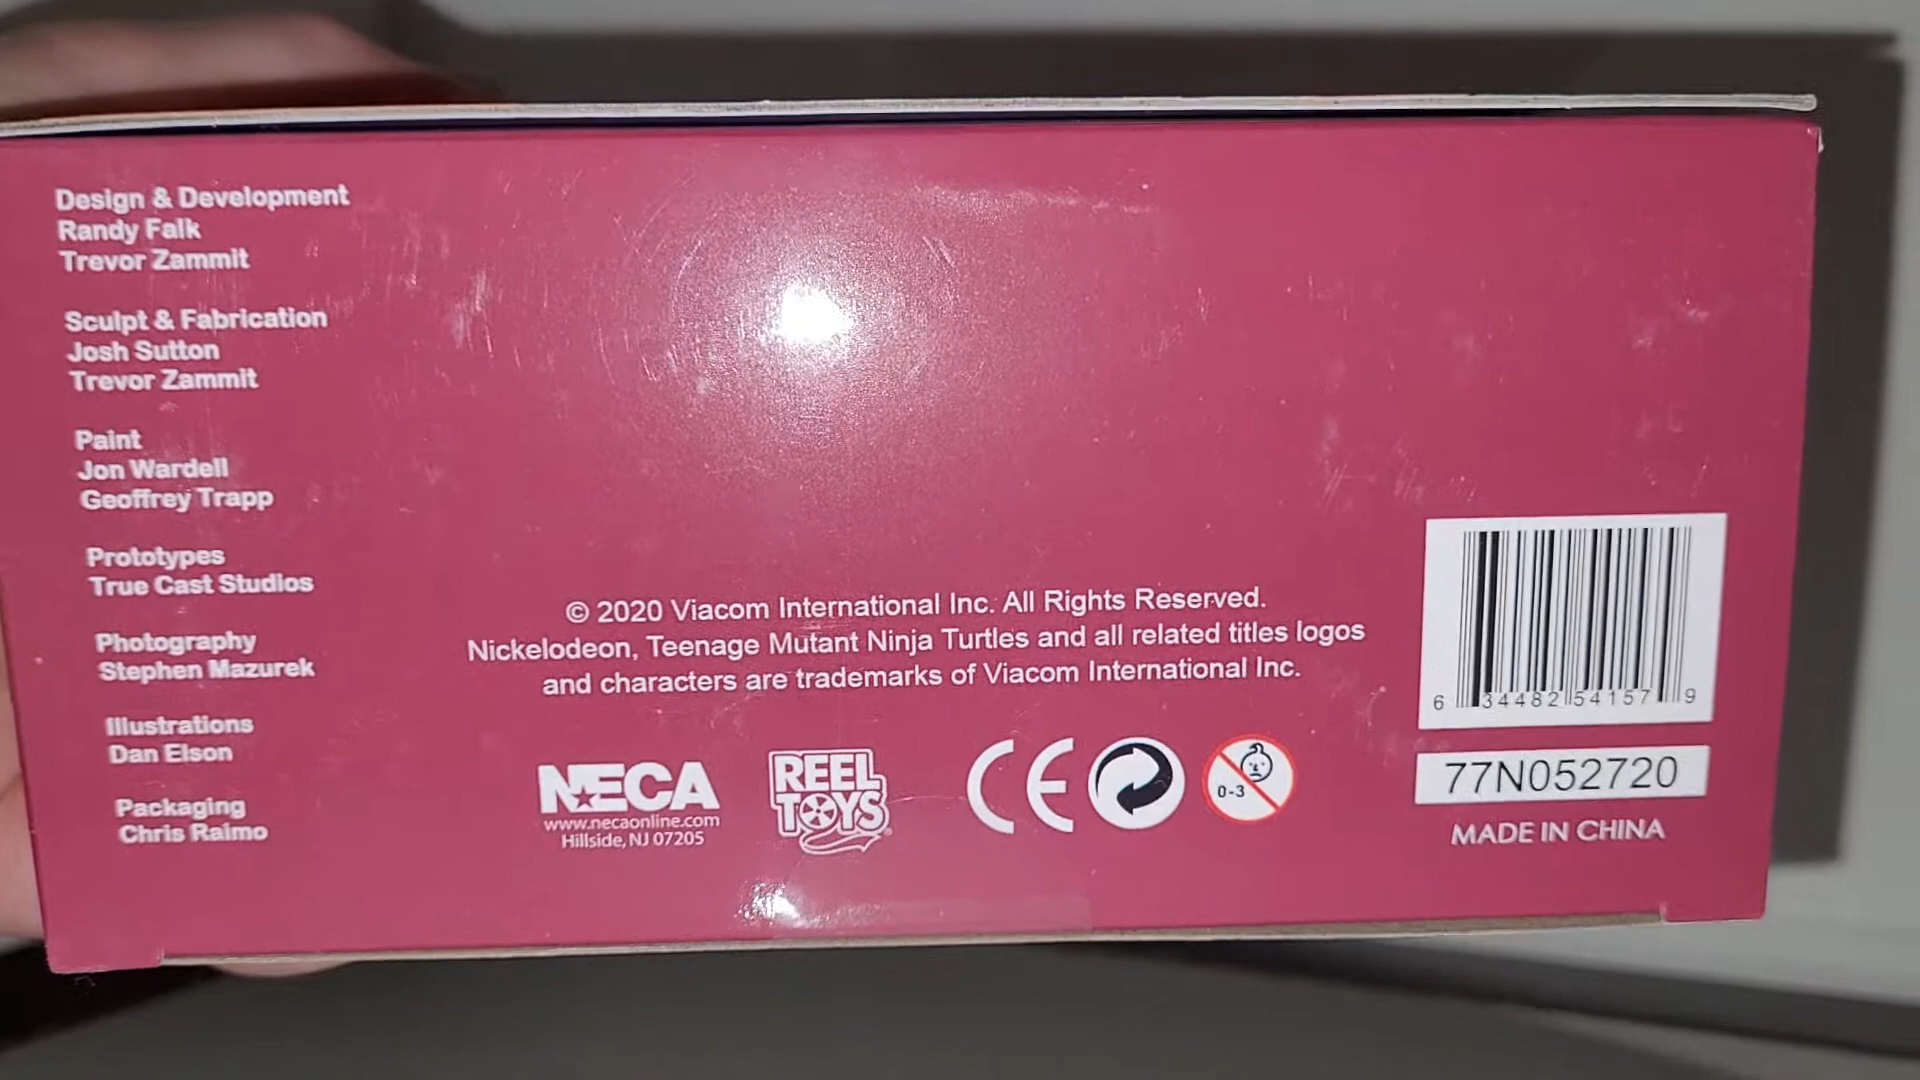 Design & Development
Randy Falk
Trevor Zammit
Sculpt & Fabrication
Josh Sutton
Trevor Zammit
Paint
Jon Wardell
Geoffrey Trapp
Prototypes
True Cast Studios
Photography
Stephen Mazurek
Illustrations
Dan Elson
Packaging
Chris Raimo
© 2020 Viacom International Inc. All Rights Reserved.
Nickelodeon, Teenage Mutant Ninja Turtles and all related titles logos
and characters are trademarks of Viacom International Inc.
NECA
www.necaonline.com
Hillside, NJ 07205
REEL
TOYS
CE
0-3
6 34482 54157 9
77N052720
MADE IN CHINA